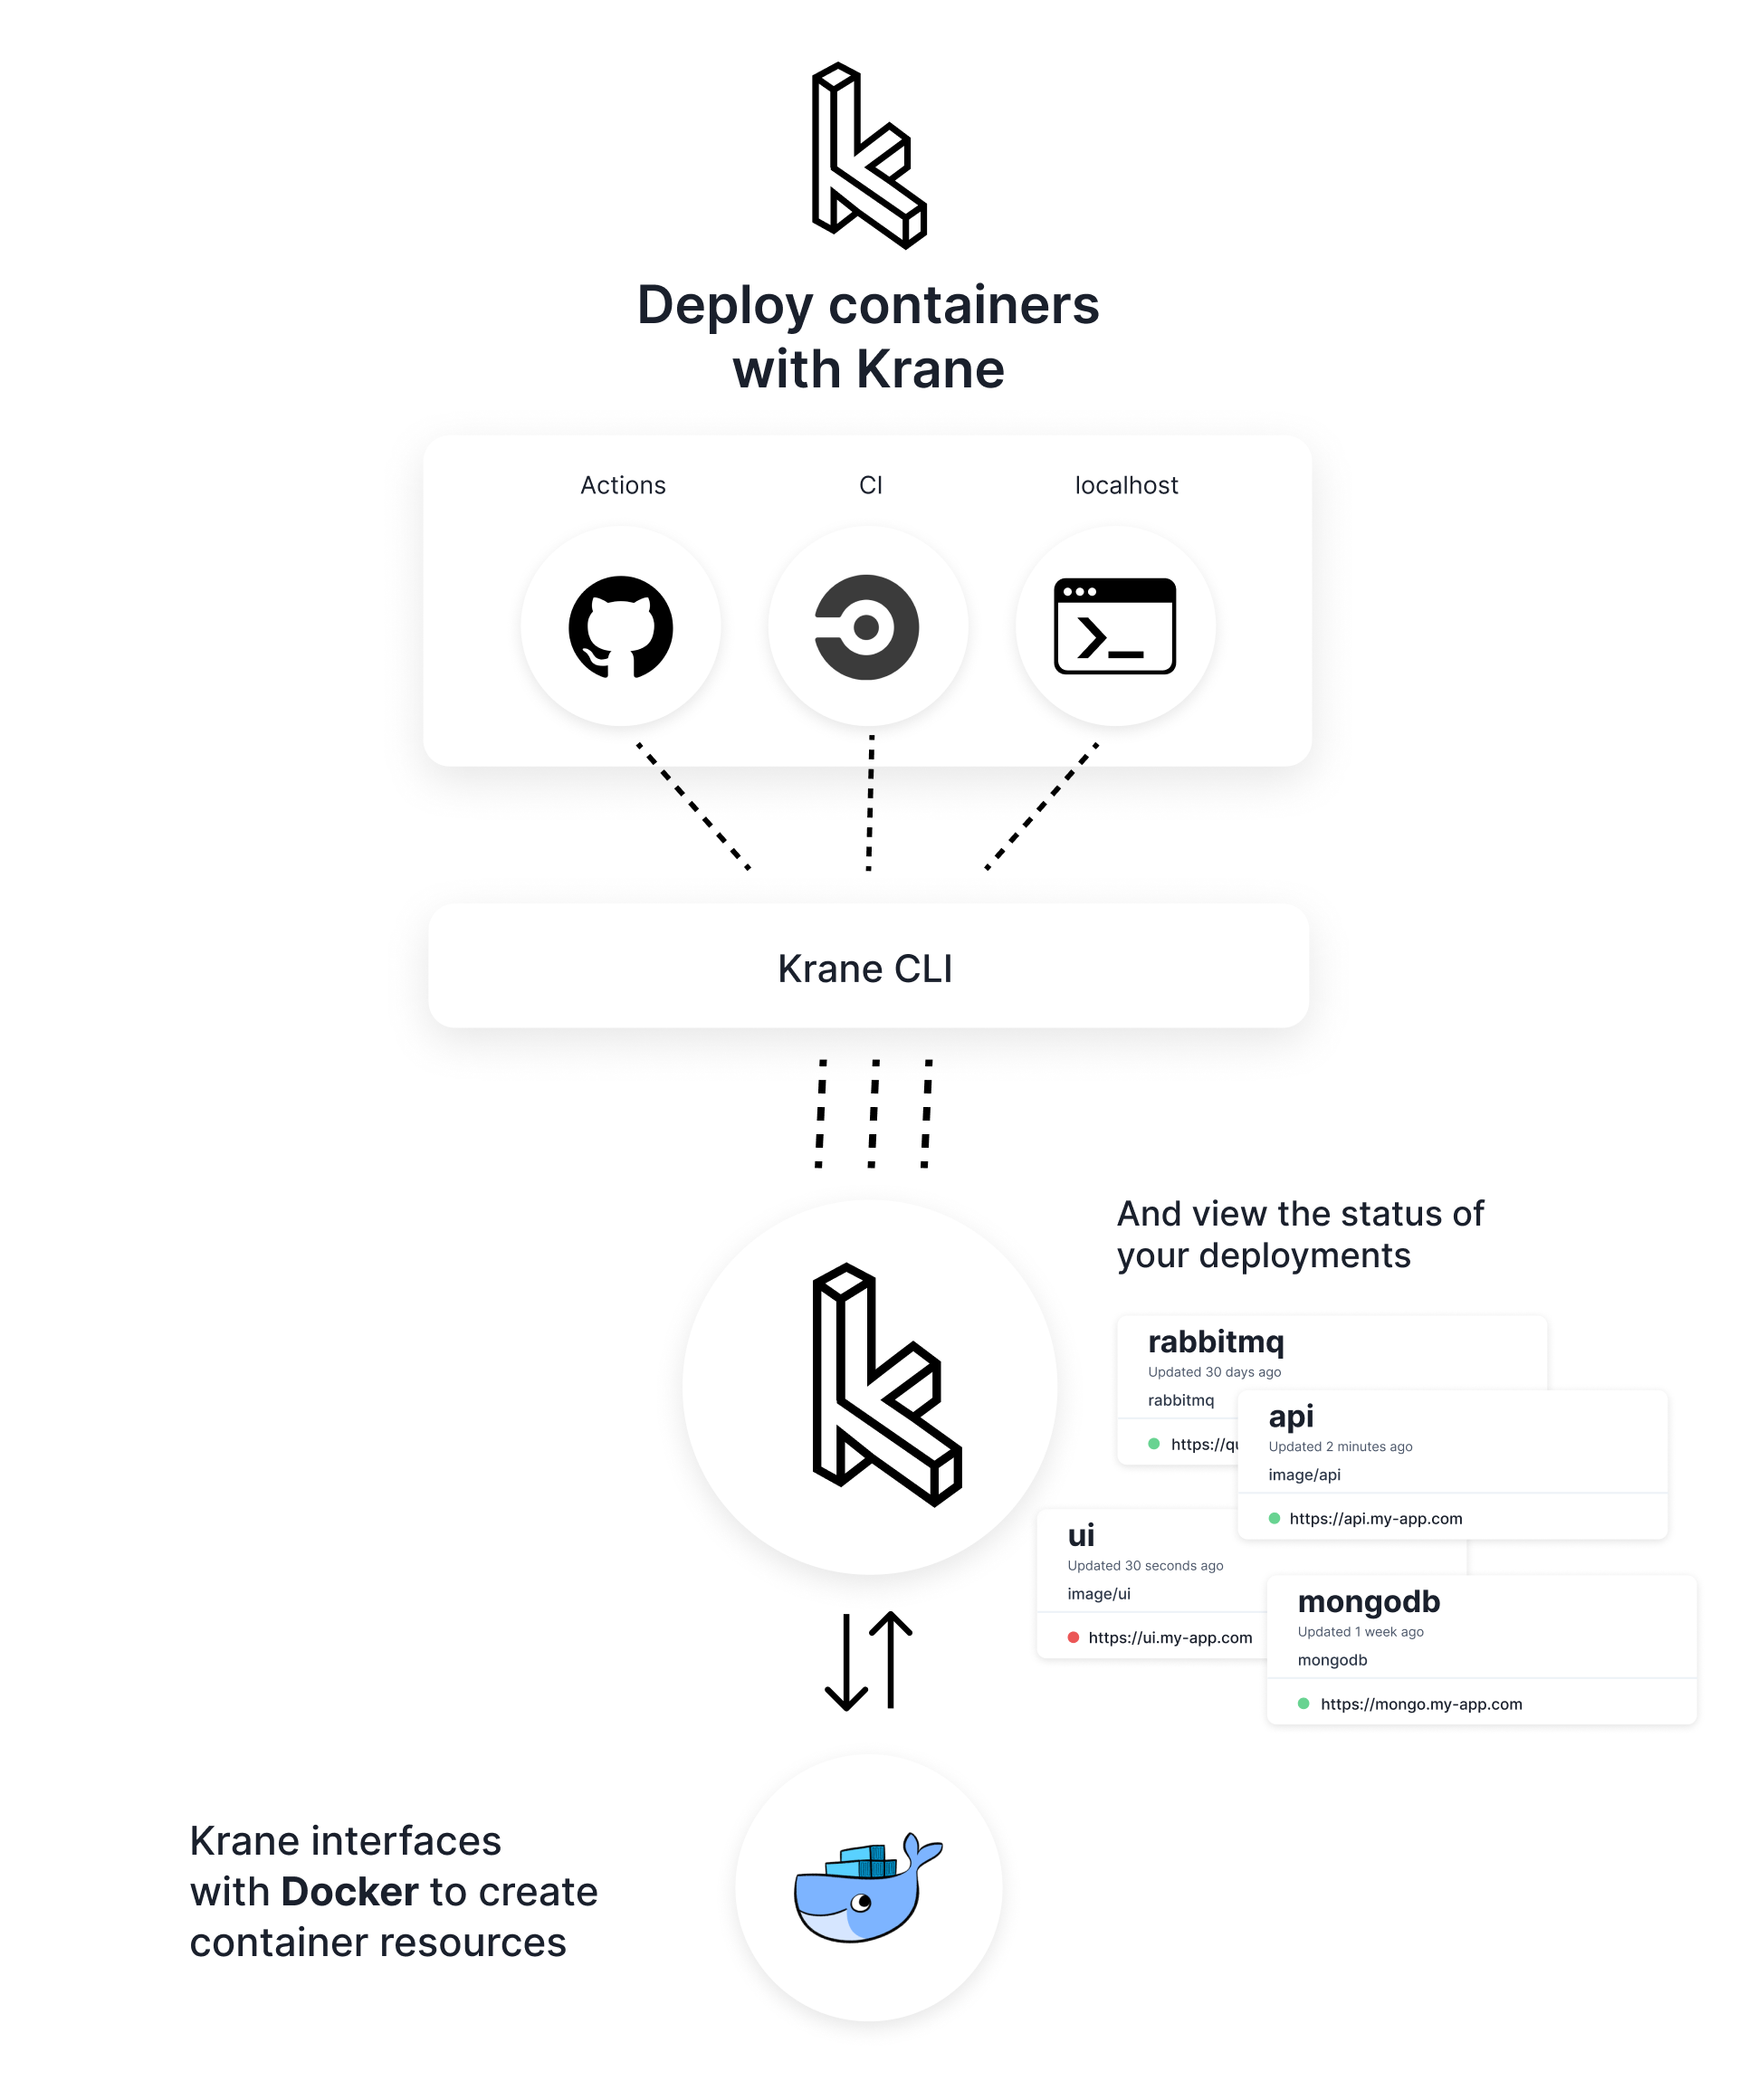 Deploy containers
with Krane
Actions
CI
localhost
Krane CLI
And view the status of
your deployments
rabbitmq
Updated 30 days ago
rabbitmq
https://qu
api
Updated 2 minutes ago
image/api
https://api.my-app.com
ui
Updated 30 seconds ago
image/ui
https://ui.my-app.com
mongodb
Updated 1 week ago
mongodb
https://mongo.my-app.com
Krane interfaces
with Docker to create
container resources